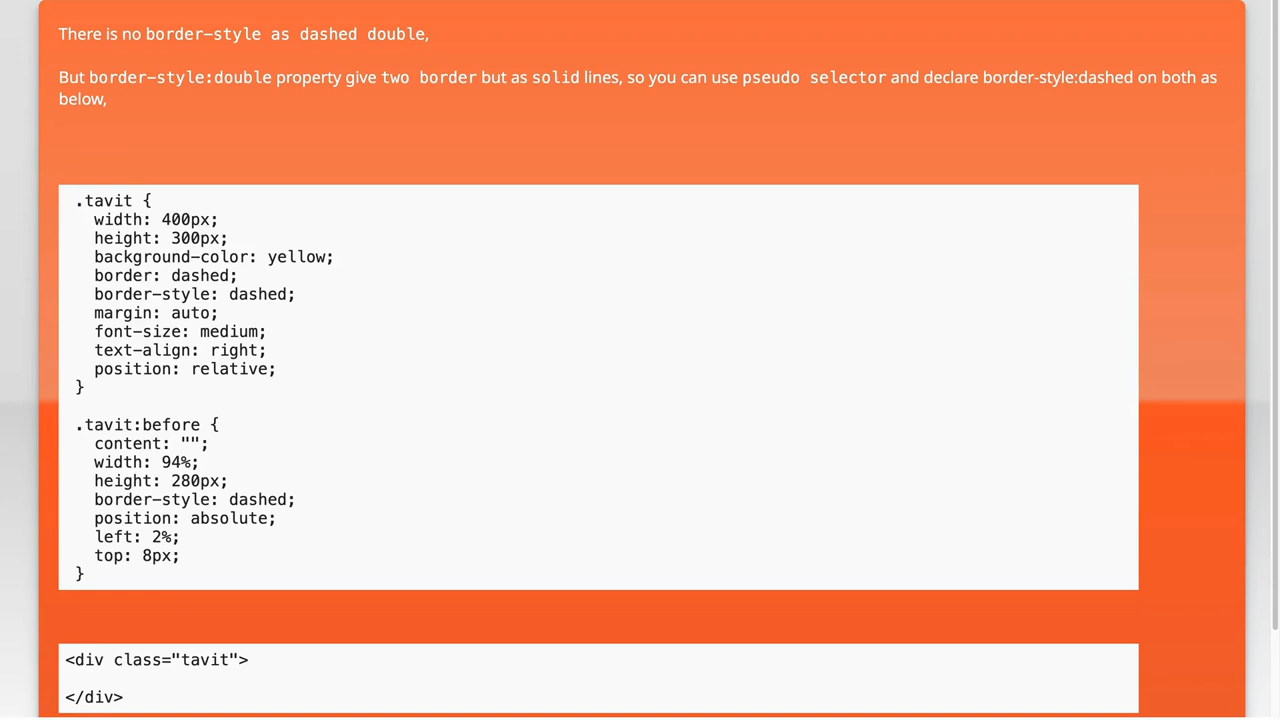 There is no border-style as dashed double,
But border-style:double property give two border but as solid lines, so you can use pseudo selector and declare border-style:dashed on both as
below,
.tavit {
width: 400px;
height: 300px;
background-color: yellow;
border: dashed;
border-style: dashed;
margin: auto;
font-size: medium;
text-align: right;
position: relative;
}
.tavit:before {
content: "";
width: 94%;
height: 280px;
border-style: dashed;
position: absolute;
left: 2%;
top: 8px;
}
<div class="tavit">
</div>